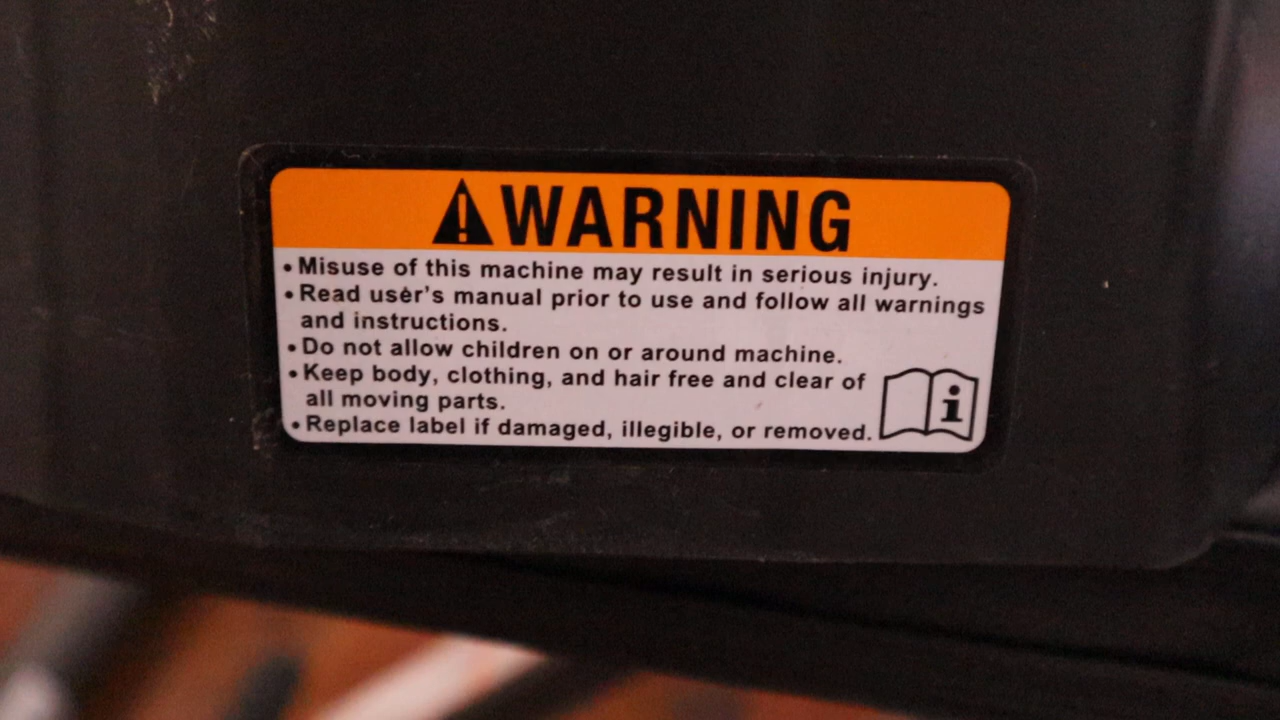 WARNING
• Misuse of this machine may result in serious injury.
• Read user's manual prior to use and follow all warnings
and instructions.
• Do not allow children on or around machine.
• Keep body, clothing, and hair free and clear of
all moving parts.
• Replace label if damaged, illegible, or removed.